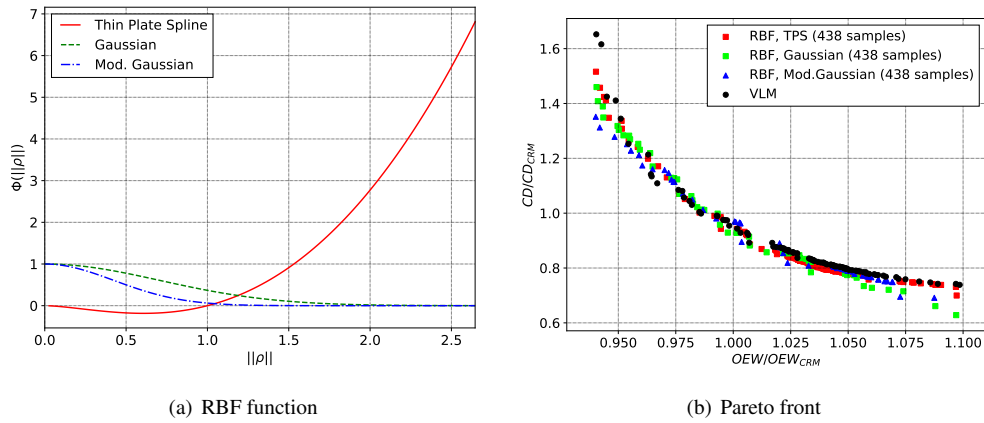 7
6
5
4
3
2
1
0
Φ(||ρ||)
Thin Plate Spline
Gaussian
Mod. Gaussian
0.0 0.5 1.0 1.5 2.0 2.5
||ρ||
(a) RBF function
1.6
1.4
1.2
1.0
0.8
0.6
CD/CD_CRM
RBF, TPS (438 samples)
RBF, Gaussian (438 samples)
RBF, Mod.Gaussian (438 samples)
VLM
0.950 0.975 1.000 1.025 1.050 1.075 1.100
OEW/OEW_CRM
(b) Pareto front